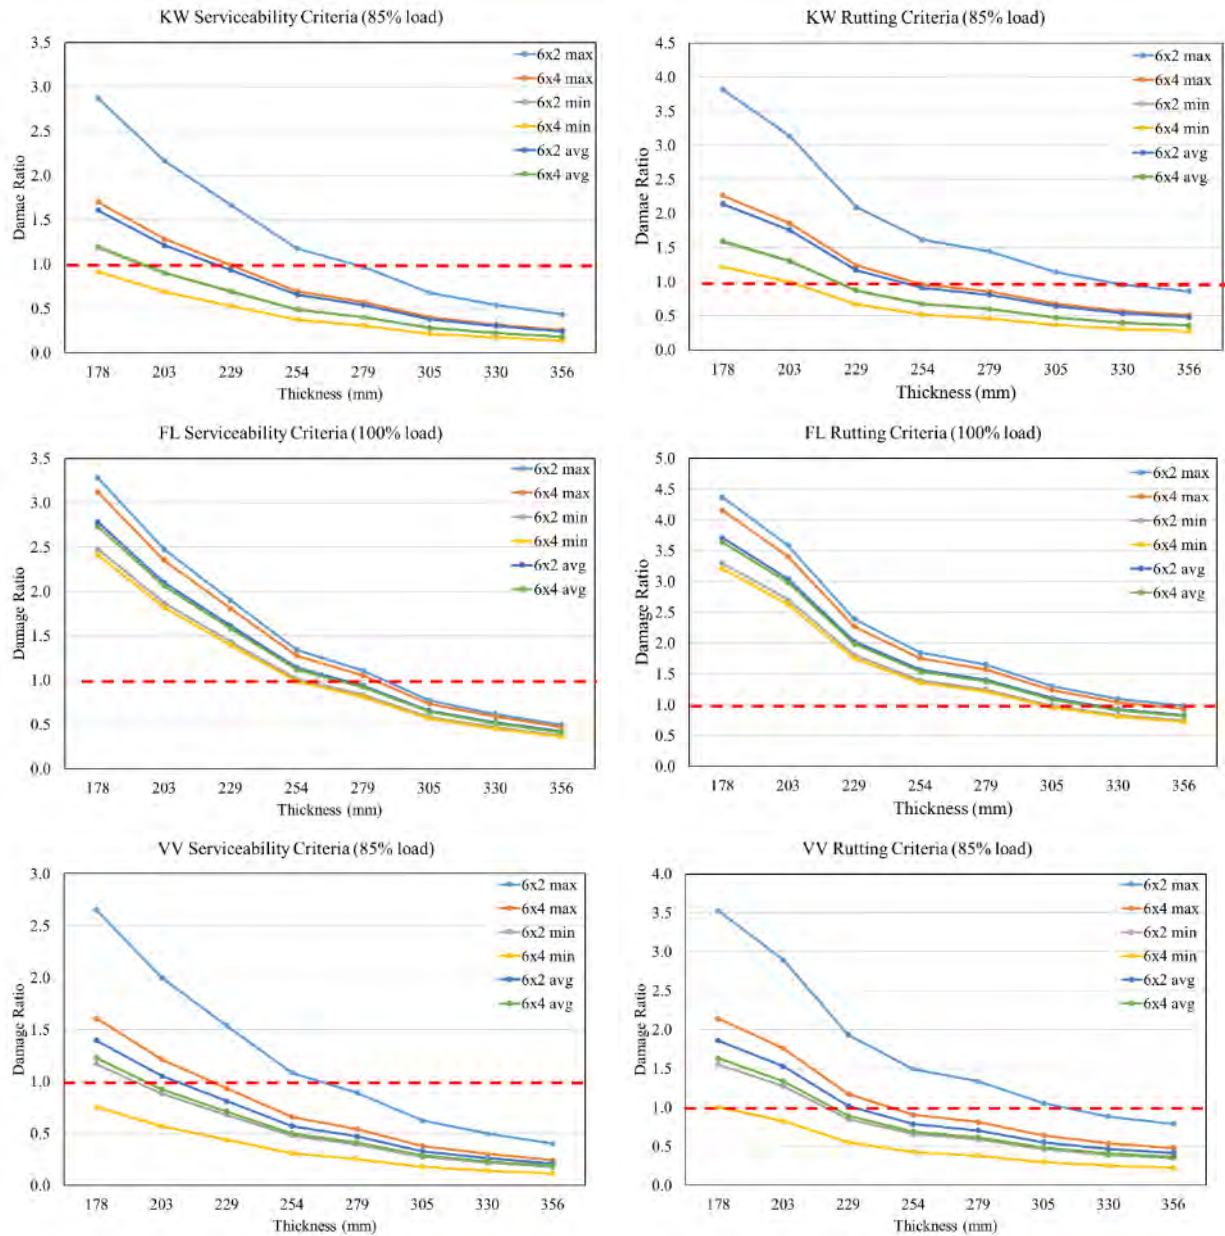 KW Serviceability Criteria (85% load)
3.5
3.0
2.5
2.0
1.5
1.0
0.5
0.0
Damae Ratio
6x2 max
6x4 max
6x2 min
6x4 min
6x2 avg
6x4 avg
178 203 229 254 279 305 330 356
Thickness (mm)
KW Rutting Criteria (85% load)
4.5
4.0
3.5
3.0
2.5
2.0
1.5
1.0
0.5
0.0
Damage Ratio
6x2 max
6x4 max
6x2 min
6x4 min
6x2 avg
6x4 avg
178 203 229 254 279 305 330 356
Thickness (mm)
FL Serviceability Criteria (100% load)
3.5
3.0
2.5
2.0
1.5
1.0
0.5
0.0
Damage Ratio
6x2 max
6x4 max
6x2 min
6x4 min
6x2 avg
6x4 avg
178 203 229 254 279 305 330 356
Thickness (mm)
FL Rutting Criteria (100% load)
5.0
4.5
4.0
3.5
3.0
2.5
2.0
1.5
1.0
0.5
0.0
Damage Ratio
6x2 max
6x4 max
6x2 min
6x4 min
6x2 avg
6x4 avg
178 203 229 254 279 305 330 356
Thickness (mm)
VV Serviceability Criteria (85% load)
3.0
2.5
2.0
1.5
1.0
0.5
0.0
Damage Ratio
6x2 max
6x4 max
6x2 min
6x4 min
6x2 avg
6x4 avg
178 203 229 254 279 305 330 356
Thickness (mm)
VV Rutting Criteria (85% load)
4.0
3.5
3.0
2.5
2.0
1.5
1.0
0.5
0.0
Damage Ratio
6x2 max
6x4 max
6x2 min
6x4 min
6x2 avg
6x4 avg
178 203 229 254 279 305 330 356
Thickness (mm)